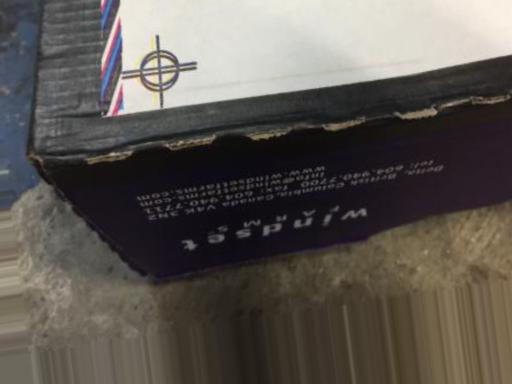 windset
FARMS
Delta, British Columbia, Canada V4K 3N2
tel: 604.940.7700 fax: 604.940.7711
info@windsetfarms.com
www.windsetfarms.com